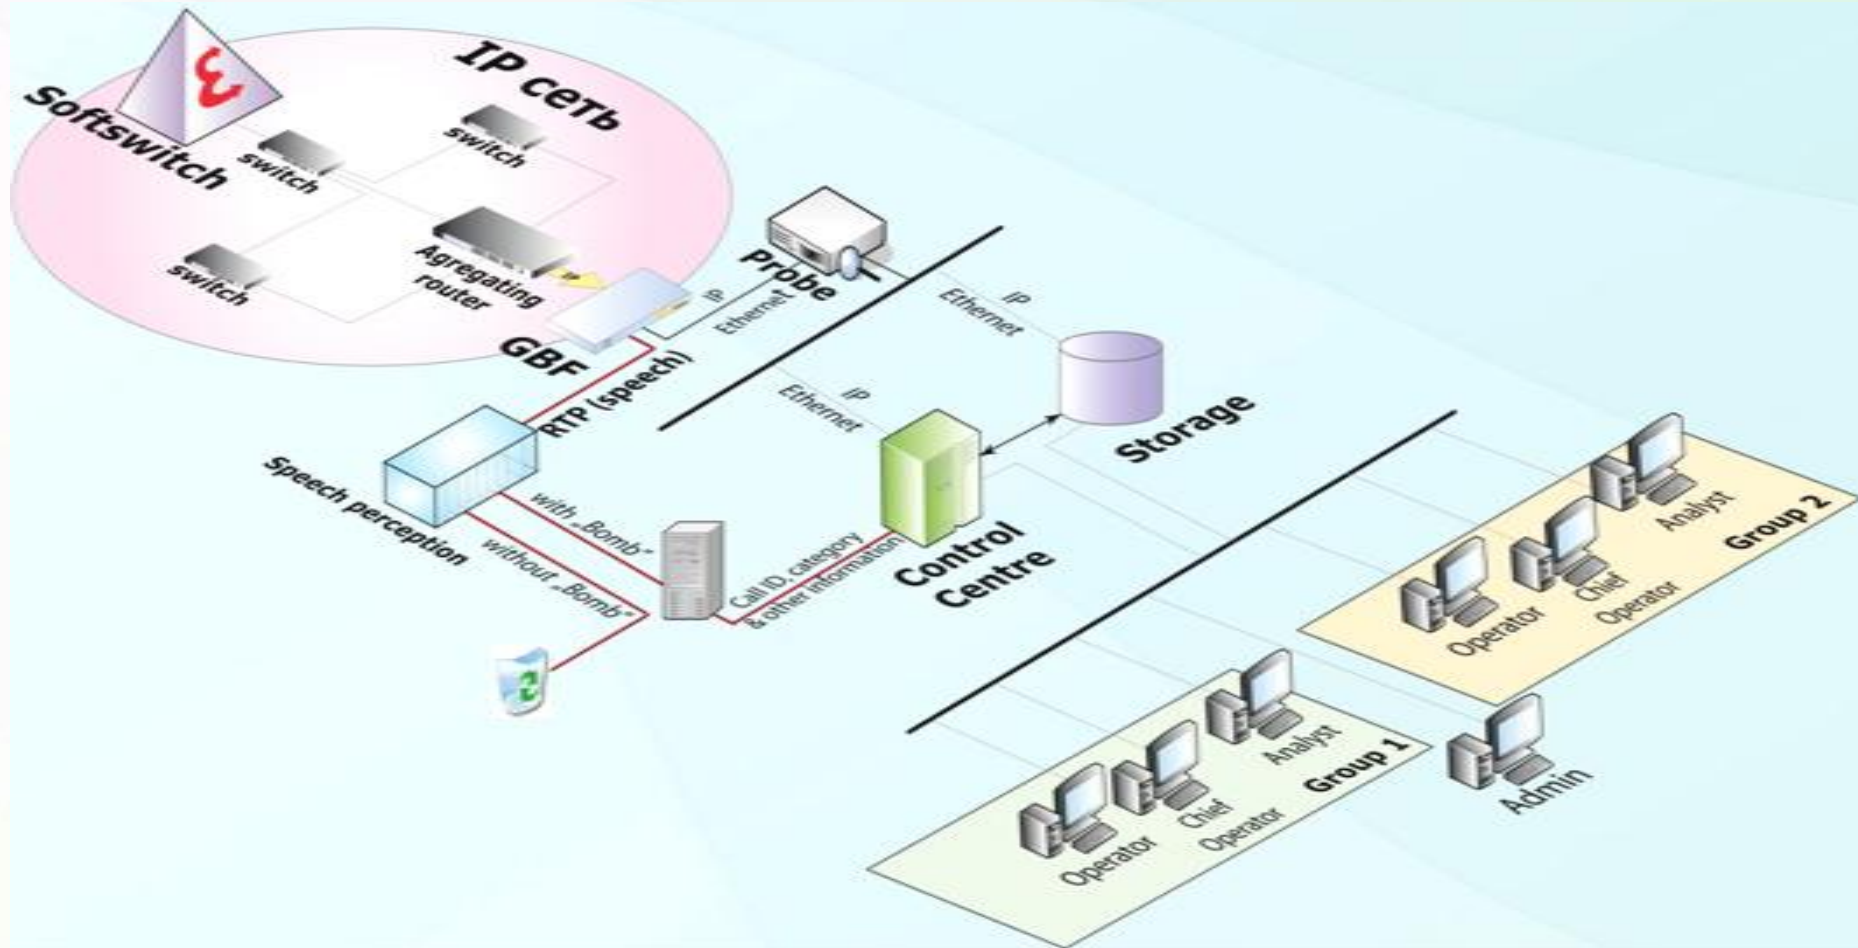 IP сеть
Softswitch
switch
switch
switch
Agregating
router
IP
GBF
IP
Ethernet
Probe
IP
Ethernet
RTP (speech)
IP
Ethernet
Storage
Speech perception
with „Bomb“
without „Bomb“
Call ID, category
& other information
Control
Centre
Analyst
Group 2
Chief
Operator
Operator
Analyst
Group 1
Chief
Operator
Operator
Admin